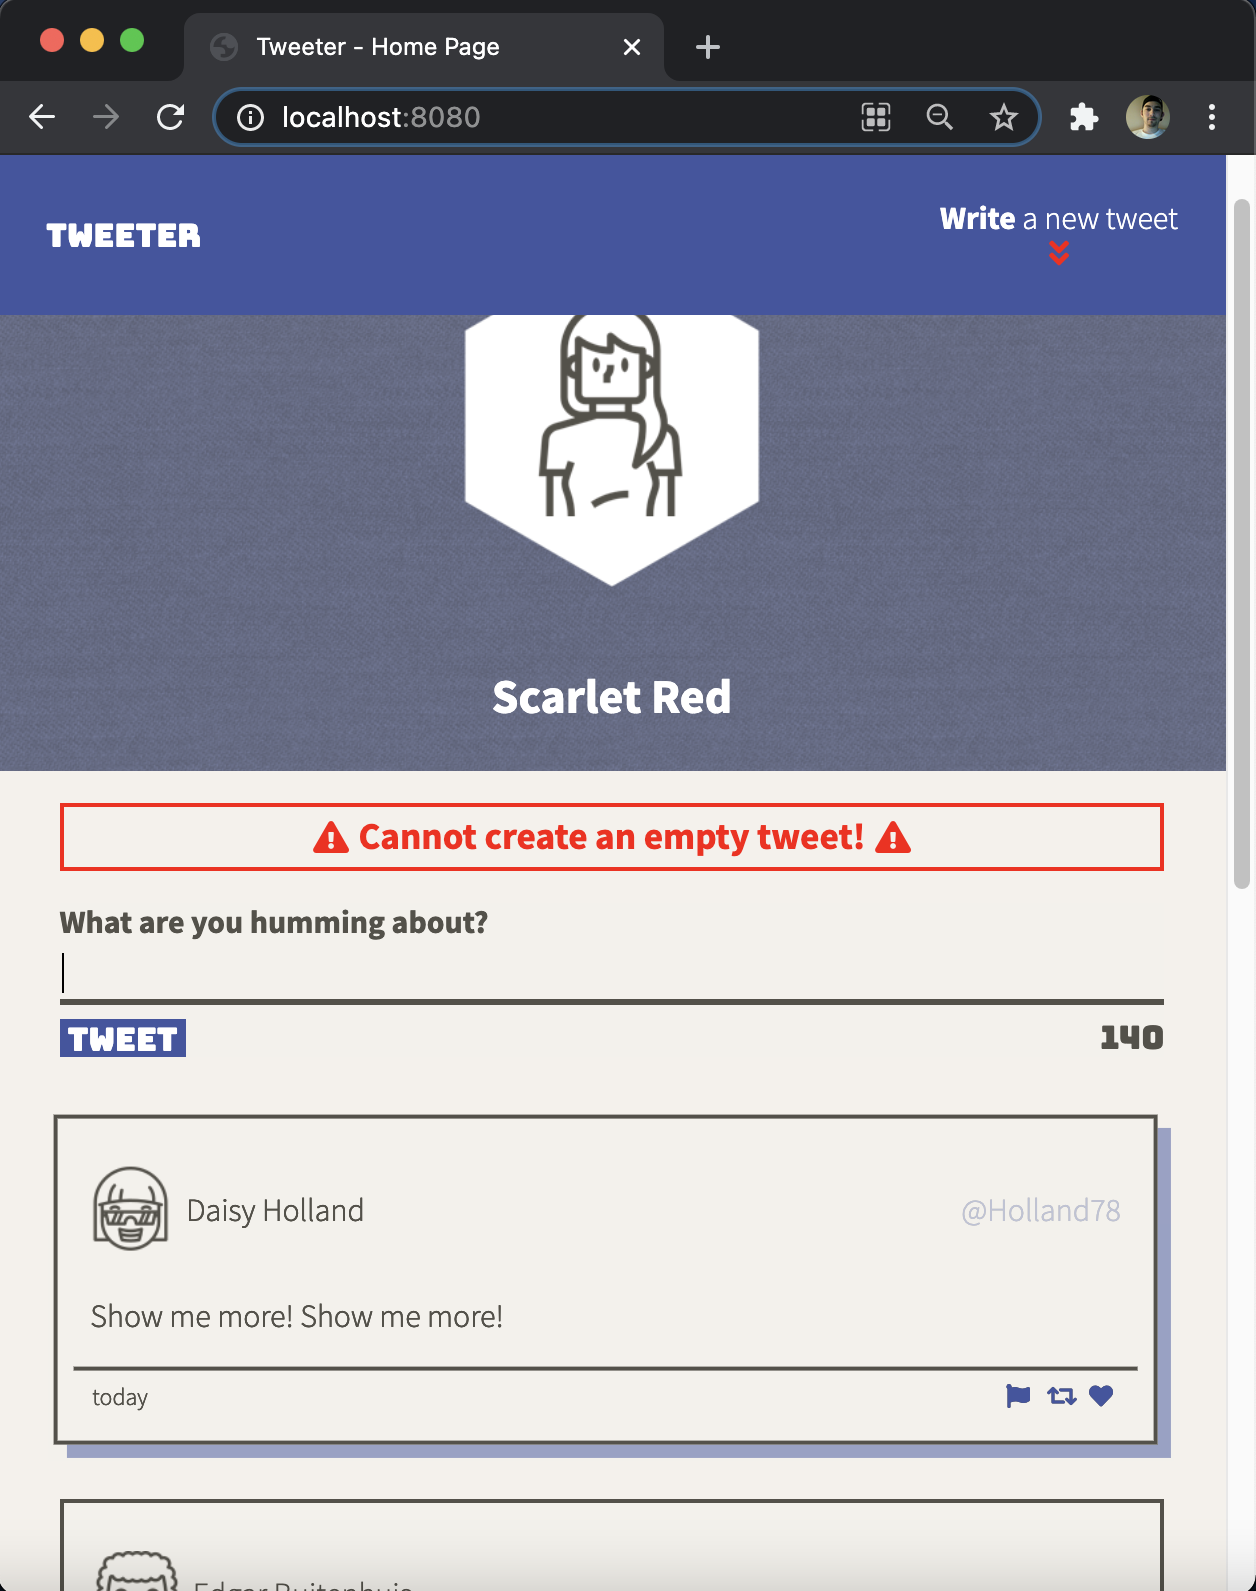 Tweeter - Home Page
localhost:8080
TWEETER
Write a new tweet
Scarlet Red
Cannot create an empty tweet!
What are you humming about?
TWEET
140
Daisy Holland
@Holland78
Show me more! Show me more!
today
Edgar